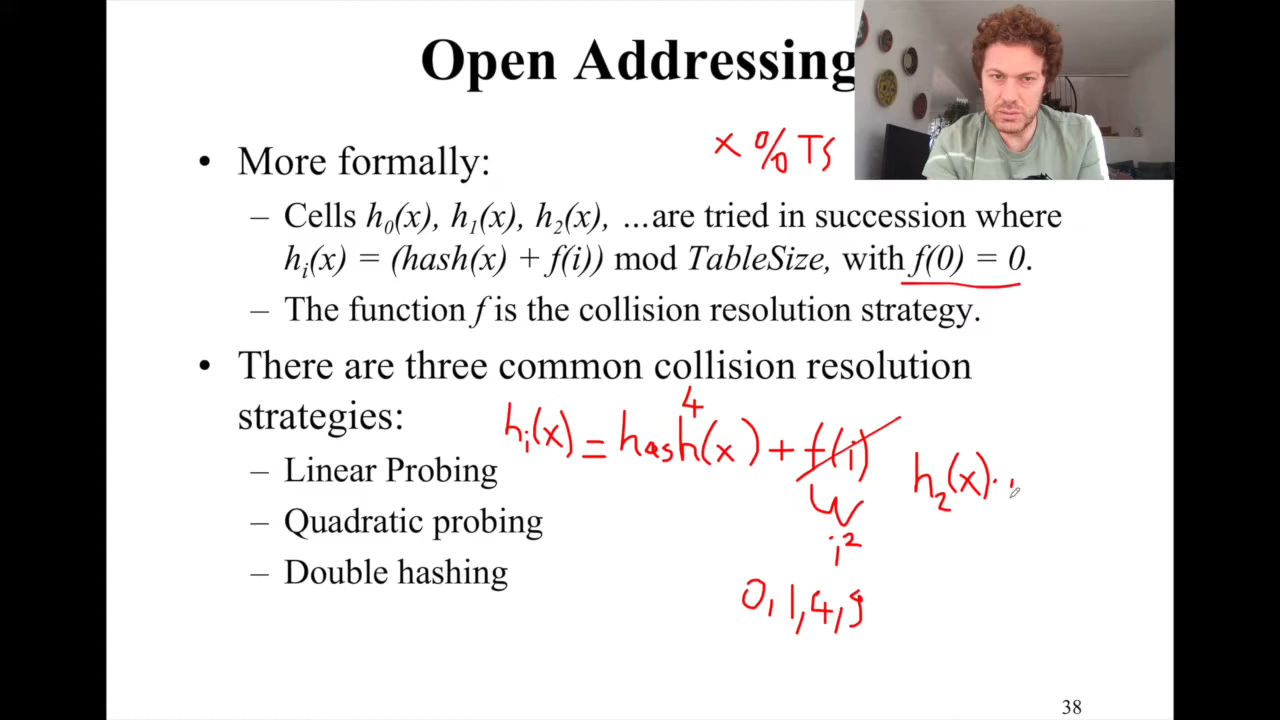 Open Addressing
x % TS
• More formally:
– Cells h₀(x), h₁(x), h₂(x), …are tried in succession where
hᵢ(x) = (hash(x) + f(i)) mod TableSize, with f(0) = 0.
– The function f is the collision resolution strategy.
• There are three common collision resolution
strategies:
4
hᵢ(x) = hash(x) + f(i)
h₂(x) · i
– Linear Probing
– Quadratic probing
i²
– Double hashing
0, 1, 4, 9
38